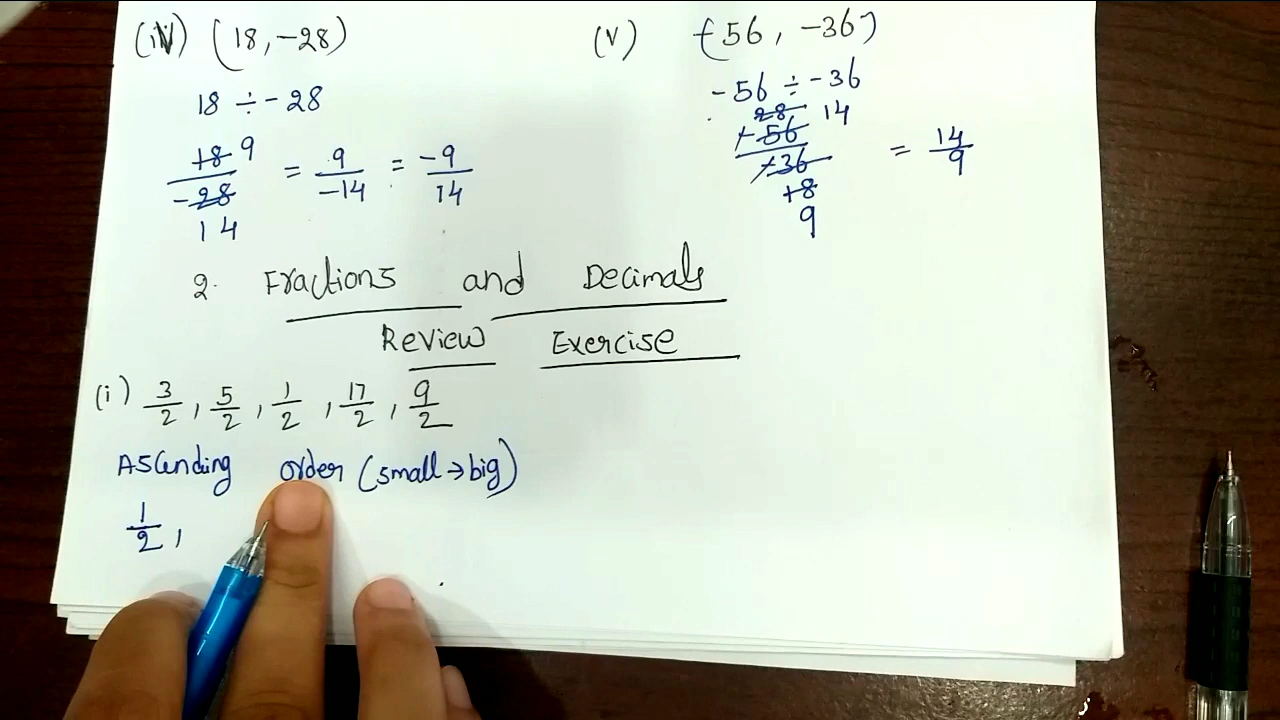 (iv) (18, -28)
18 ÷ -28
18 9
-28
14
= 9/-14 = -9/14
(v) (-56, -36)
-56 ÷ -36
28 14
-56
-36
18
9
= 14/9
2. Fractions and Decimals
Review Exercise
(i) 3/2, 5/2, 1/2, 17/2, 9/2
Ascending order (small → big)
1/2,